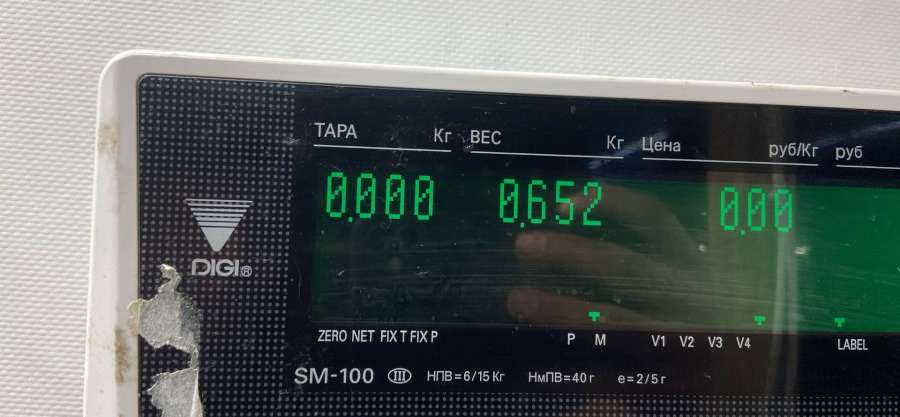 ТАРА Кг ВЕС Кг Цена руб/Кг руб
0.000 0.652 0.00
DIGI®
ZERO NET FIX T FIX P P M V1 V2 V3 V4 LABEL
SM-100 III НПВ=6/15 Кг НмПВ=40 г е=2/5 г